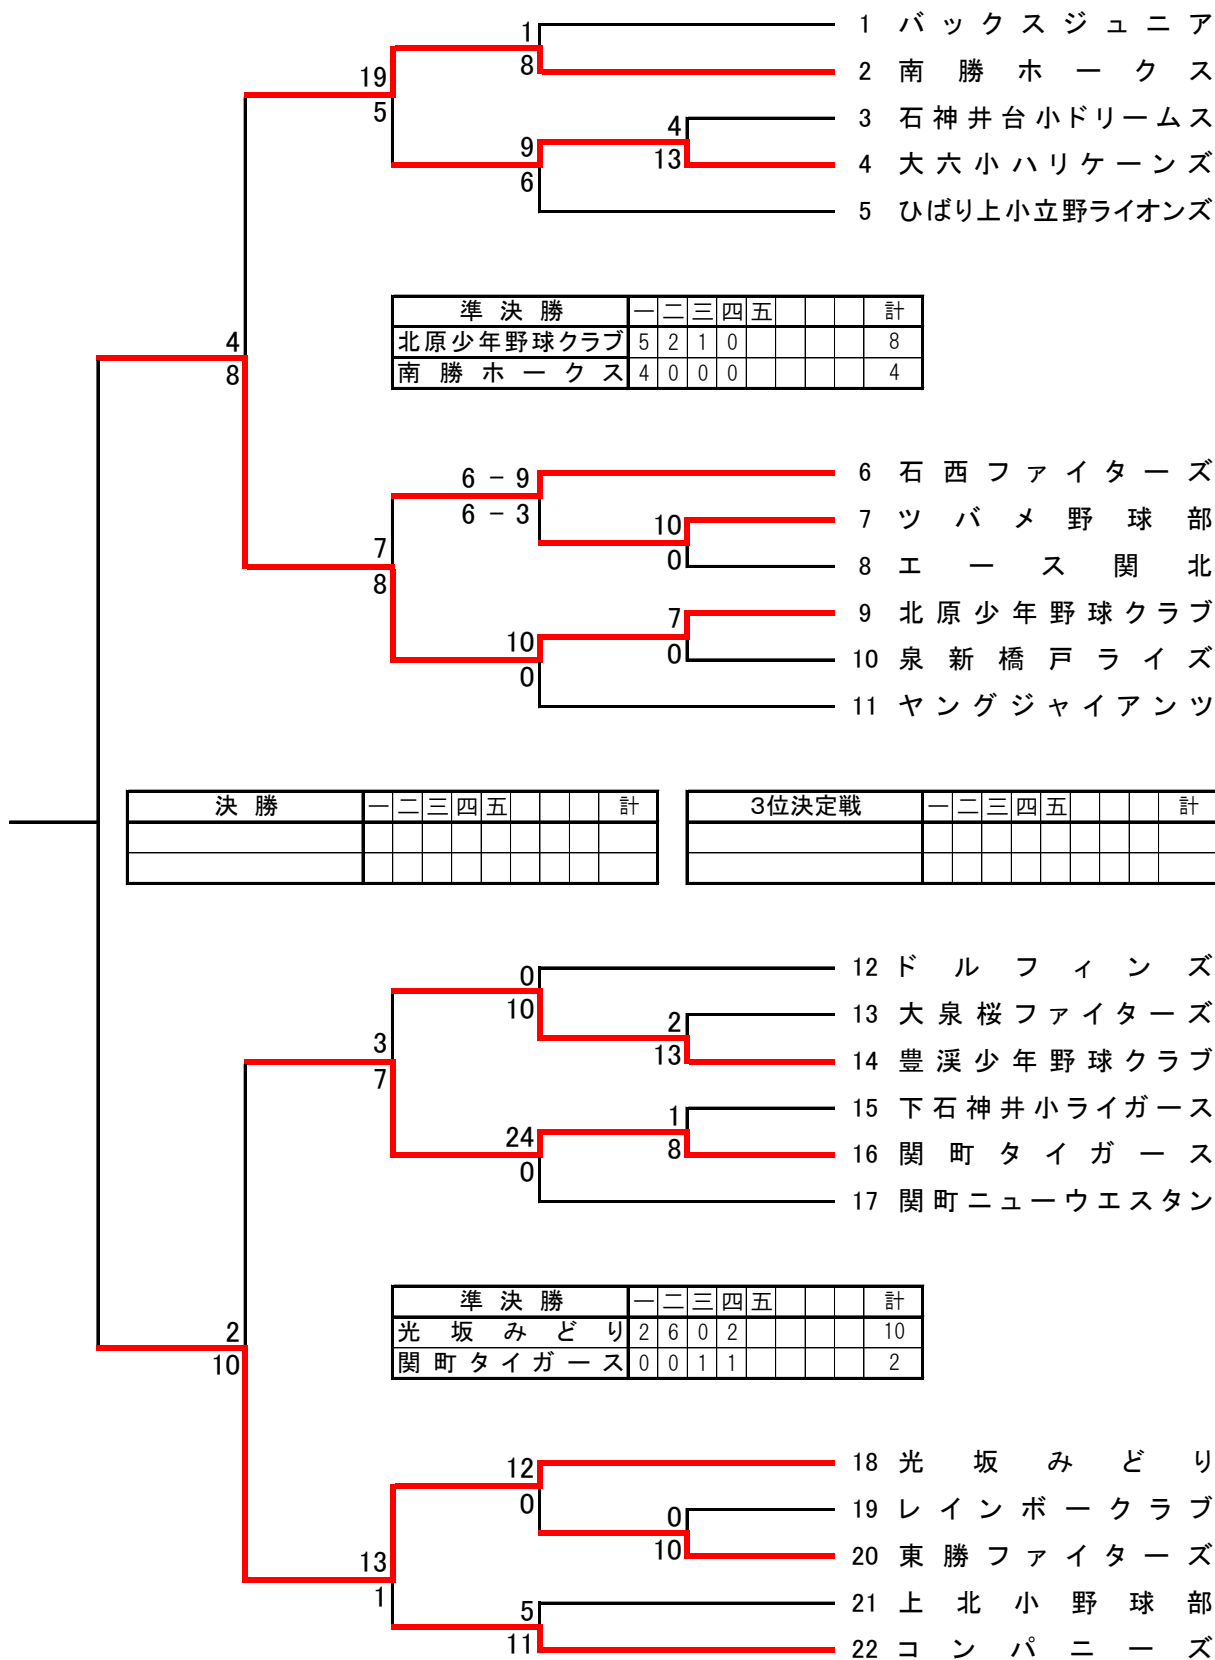 1 バックスジュニア
1
8
2 南勝ホークス
19
5
3 石神井台小ドリームス
4
13
9
6
4 大六小ハリケーンズ
5 ひばり上小立野ライオンズ
準決勝 一 二 三 四 五 計
北原少年野球クラブ 5 2 1 0 8
南勝ホークス 4 0 0 0 4
4
8
6 石西ファイターズ
6 － 9
6 － 3
7 ツバメ野球部
10
0
7
8
8 エース関北
9 北原少年野球クラブ
7
0
10
0
10 泉新橋戸ライズ
11 ヤングジャイアンツ
決勝 一 二 三 四 五 計
3位決定戦 一 二 三 四 五 計
12 ドルフィンズ
0
10
13 大泉桜ファイターズ
2
13
3
7
14 豊渓少年野球クラブ
15 下石神井小ライガース
1
8
24
0
16 関町タイガース
17 関町ニューウエスタン
準決勝 一 二 三 四 五 計
光坂みどり 2 6 0 2 10
関町タイガース 0 0 1 1 2
2
10
18 光坂みどり
12
0
19 レインボークラブ
0
10
20 東勝ファイターズ
13
1
21 上北小野球部
5
11
22 コンパニーズ